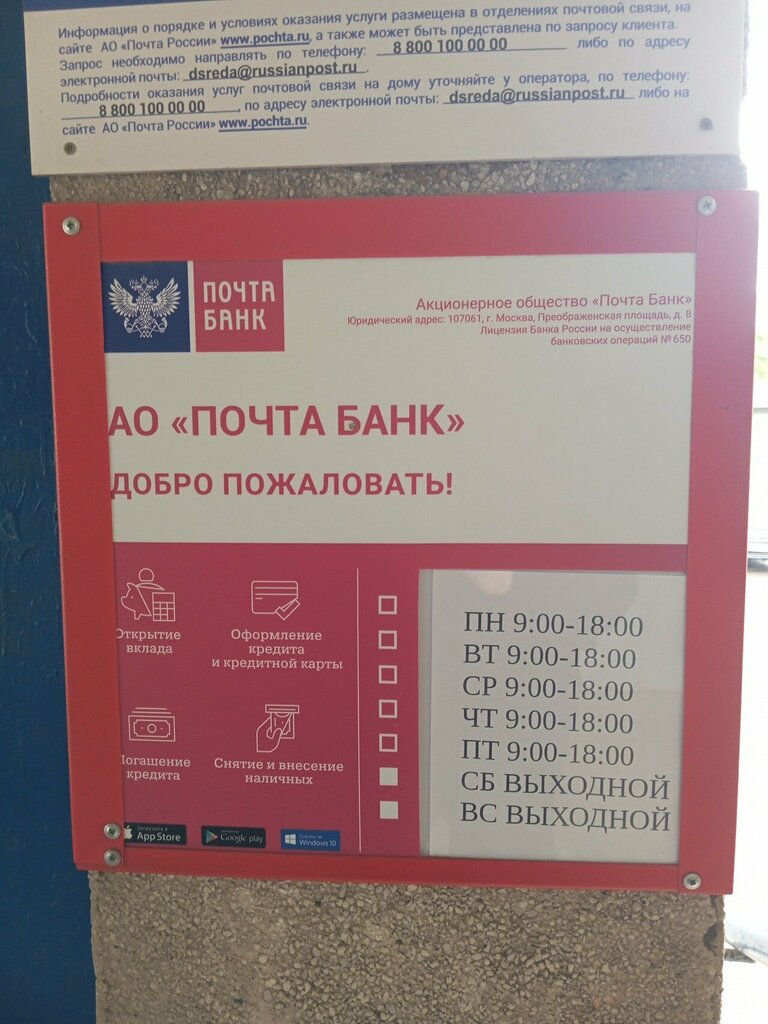 Информация о порядке и условиях оказания услуги размещена в отделениях почтовой связи, на
сайте АО «Почта России» www.pochta.ru, а также может быть представлена по запросу клиента.
Запрос необходимо направлять по телефону: 8 800 100 00 00 либо по адресу
электронной почты: dsreda@russianpost.ru.
Подробности оказания услуг почтовой связи на дому уточняйте у оператора, по телефону:
8 800 100 00 00, по адресу электронной почты: dsreda@russianpost.ru либо на
сайте АО «Почта России» www.pochta.ru.
ПОЧТА
БАНК
Акционерное общество «Почта Банк»
Юридический адрес: 107061, г. Москва, Преображенская площадь, д. 8
Лицензия Банка России на осуществление
банковских операций № 650
АО «ПОЧТА БАНК»
ДОБРО ПОЖАЛОВАТЬ!
Открытие
вклада
Оформление
кредита
и кредитной карты
Погашение
кредита
Снятие и внесение
наличных
Загрузите в
App Store
Google play
Скачать на
Windows 10
ПН 9:00-18:00
ВТ 9:00-18:00
СР 9:00-18:00
ЧТ 9:00-18:00
ПТ 9:00-18:00
СБ ВЫХОДНОЙ
ВС ВЫХОДНОЙ